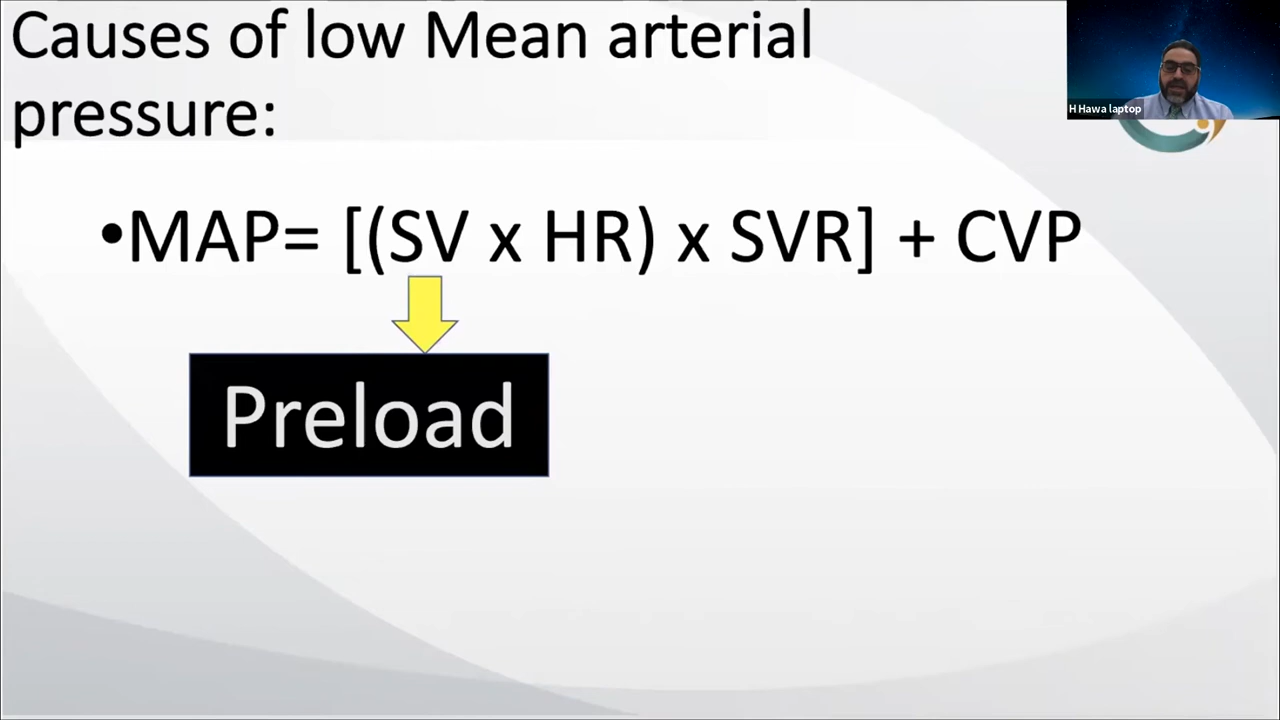 Causes of low Mean arterial
pressure:
H Hawa laptop
•MAP= [(SV x HR) x SVR] + CVP
Preload